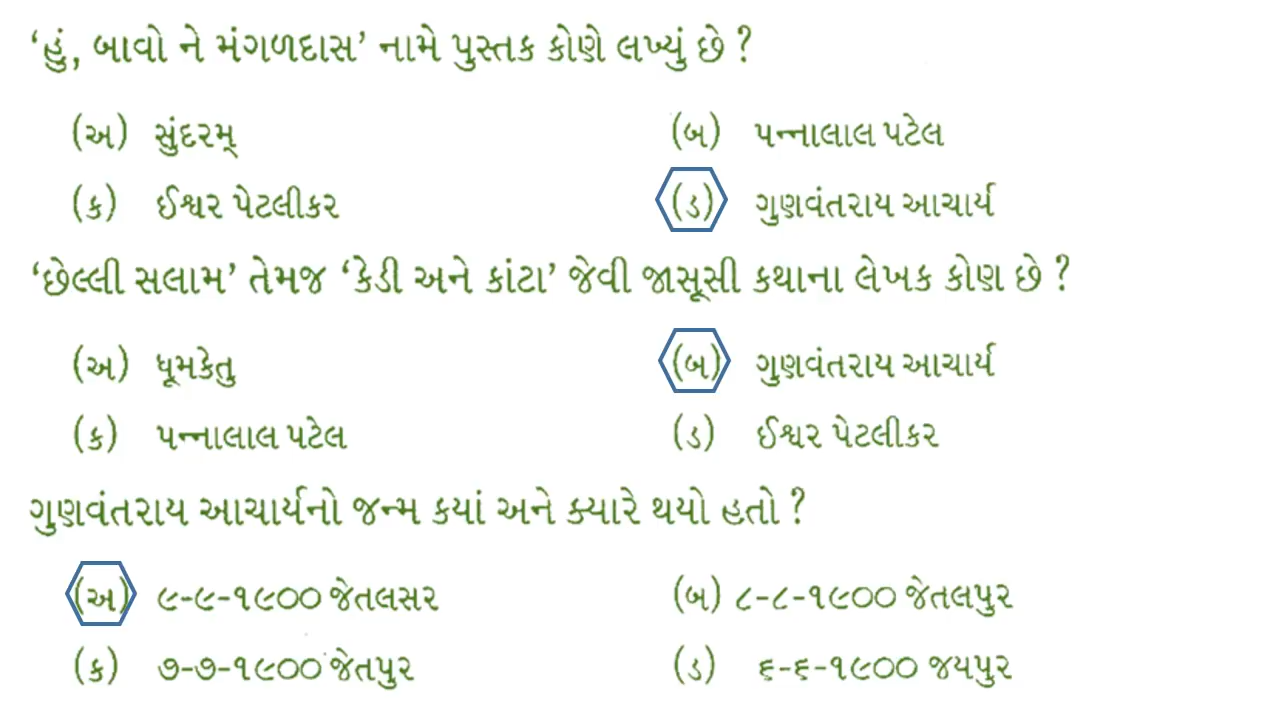 ‘હું, બાવો ને મંગળદાસ’ નામે પુસ્તક કોણે લખ્યું છે ?
(અ) સુંદરમ્ (બ) પન્નાલાલ પટેલ
(ક) ઈશ્વર પેટલીકર (ડ) ગુણવંતરાય આચાર્ય
‘છેલ્લી સલામ’ તેમજ ‘કેડી અને કાંટા’ જેવી જાસૂસી કથાના લેખક કોણ છે ?
(અ) ધૂમકેતુ (બ) ગુણવંતરાય આચાર્ય
(ક) પન્નાલાલ પટેલ (ડ) ઈશ્વર પેટલીકર
ગુણવંતરાય આચાર્યનો જન્મ કયાં અને ક્યારે થયો હતો ?
(અ) ૯-૯-૧૯૦૦ જેતલસર (બ) ૮-૮-૧૯૦૦ જેતલપુર
(ક) ૭-૭-૧૯૦૦ જેતપુર (ડ) ૬-૬-૧૯૦૦ જયપુર